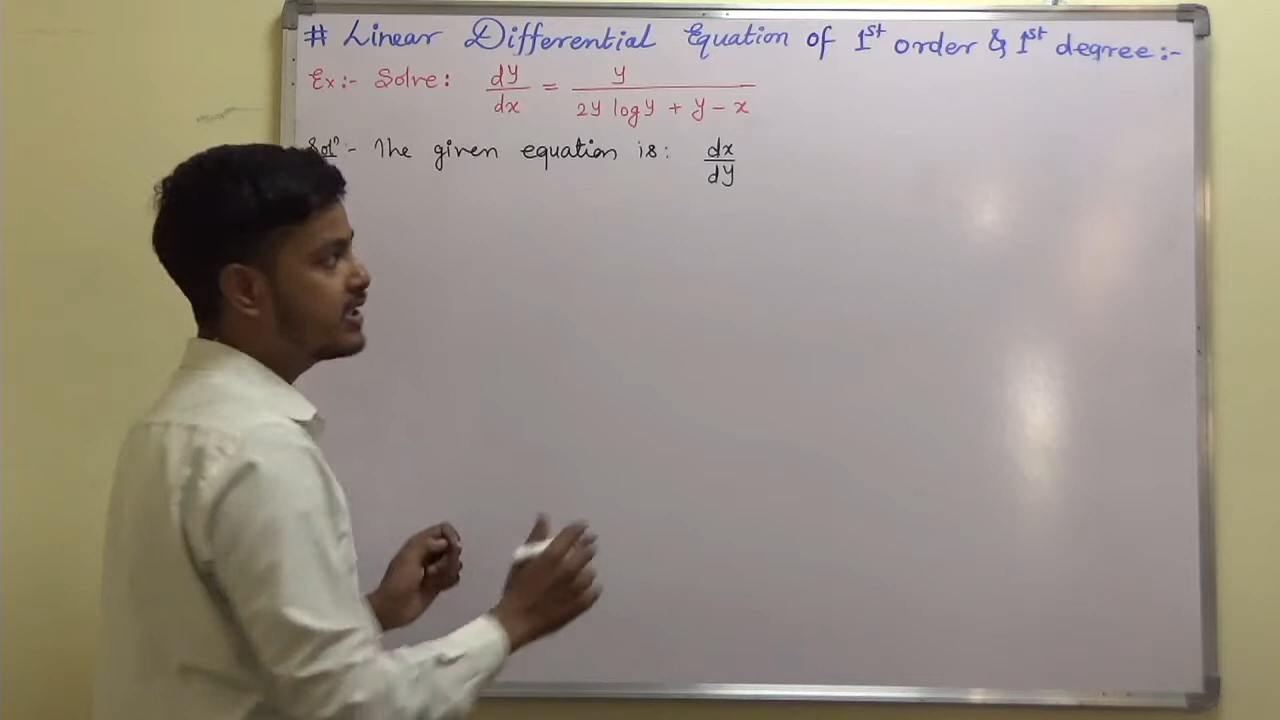 # Linear Differential Equation of 1st order & 1st degree:-
Ex:- Solve: dy/dx = y/(2y logy + y - x)
Solⁿ:- The given equation is: dx/dy